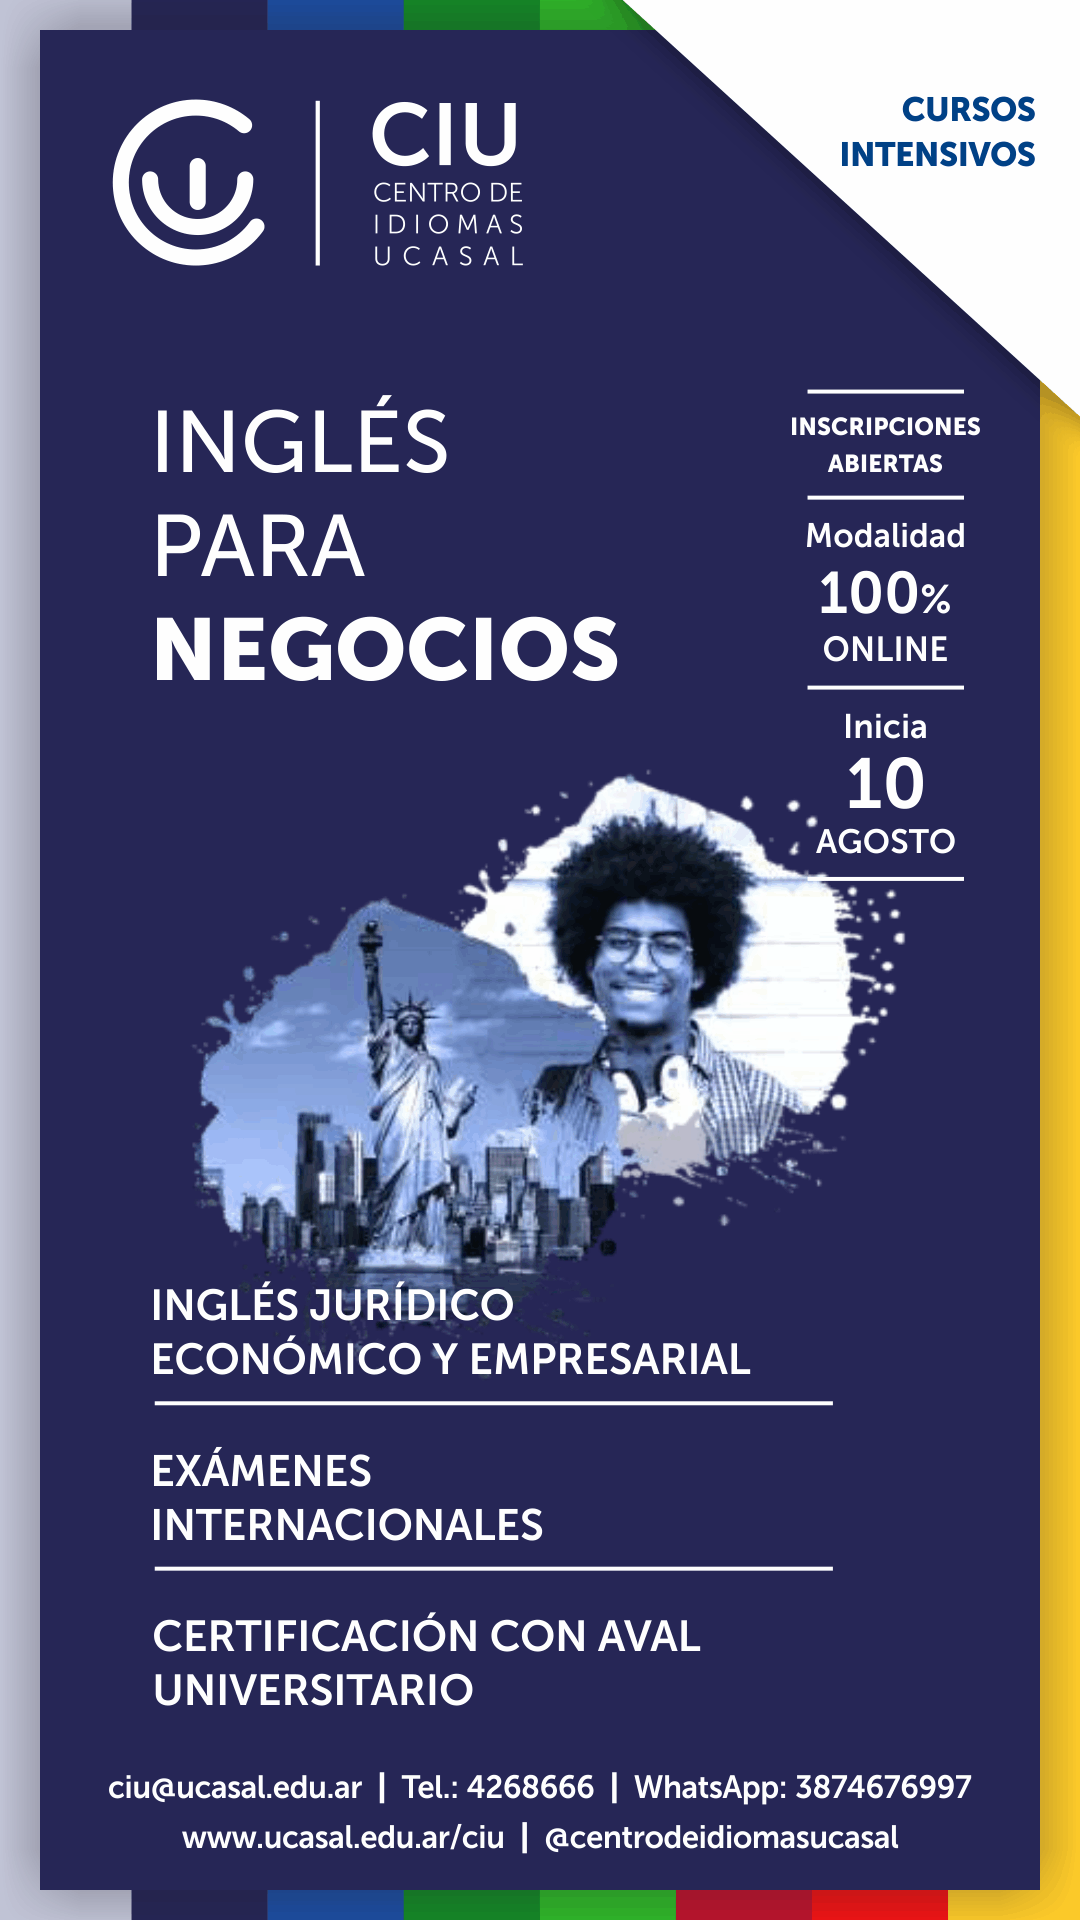 CURSOS
INTENSIVOS
CIU
CENTRO DE
IDIOMAS
UCASAL
INGLÉS
PARA
NEGOCIOS
INSCRIPCIONES
ABIERTAS
Modalidad
100%
ONLINE
Inicia
10
AGOSTO
INGLÉS JURÍDICO
ECONÓMICO Y EMPRESARIAL
EXÁMENES
INTERNACIONALES
CERTIFICACIÓN CON AVAL
UNIVERSITARIO
ciu@ucasal.edu.ar | Tel.: 4268666 | WhatsApp: 3874676997
www.ucasal.edu.ar/ciu | @centrodeidiomasucasal